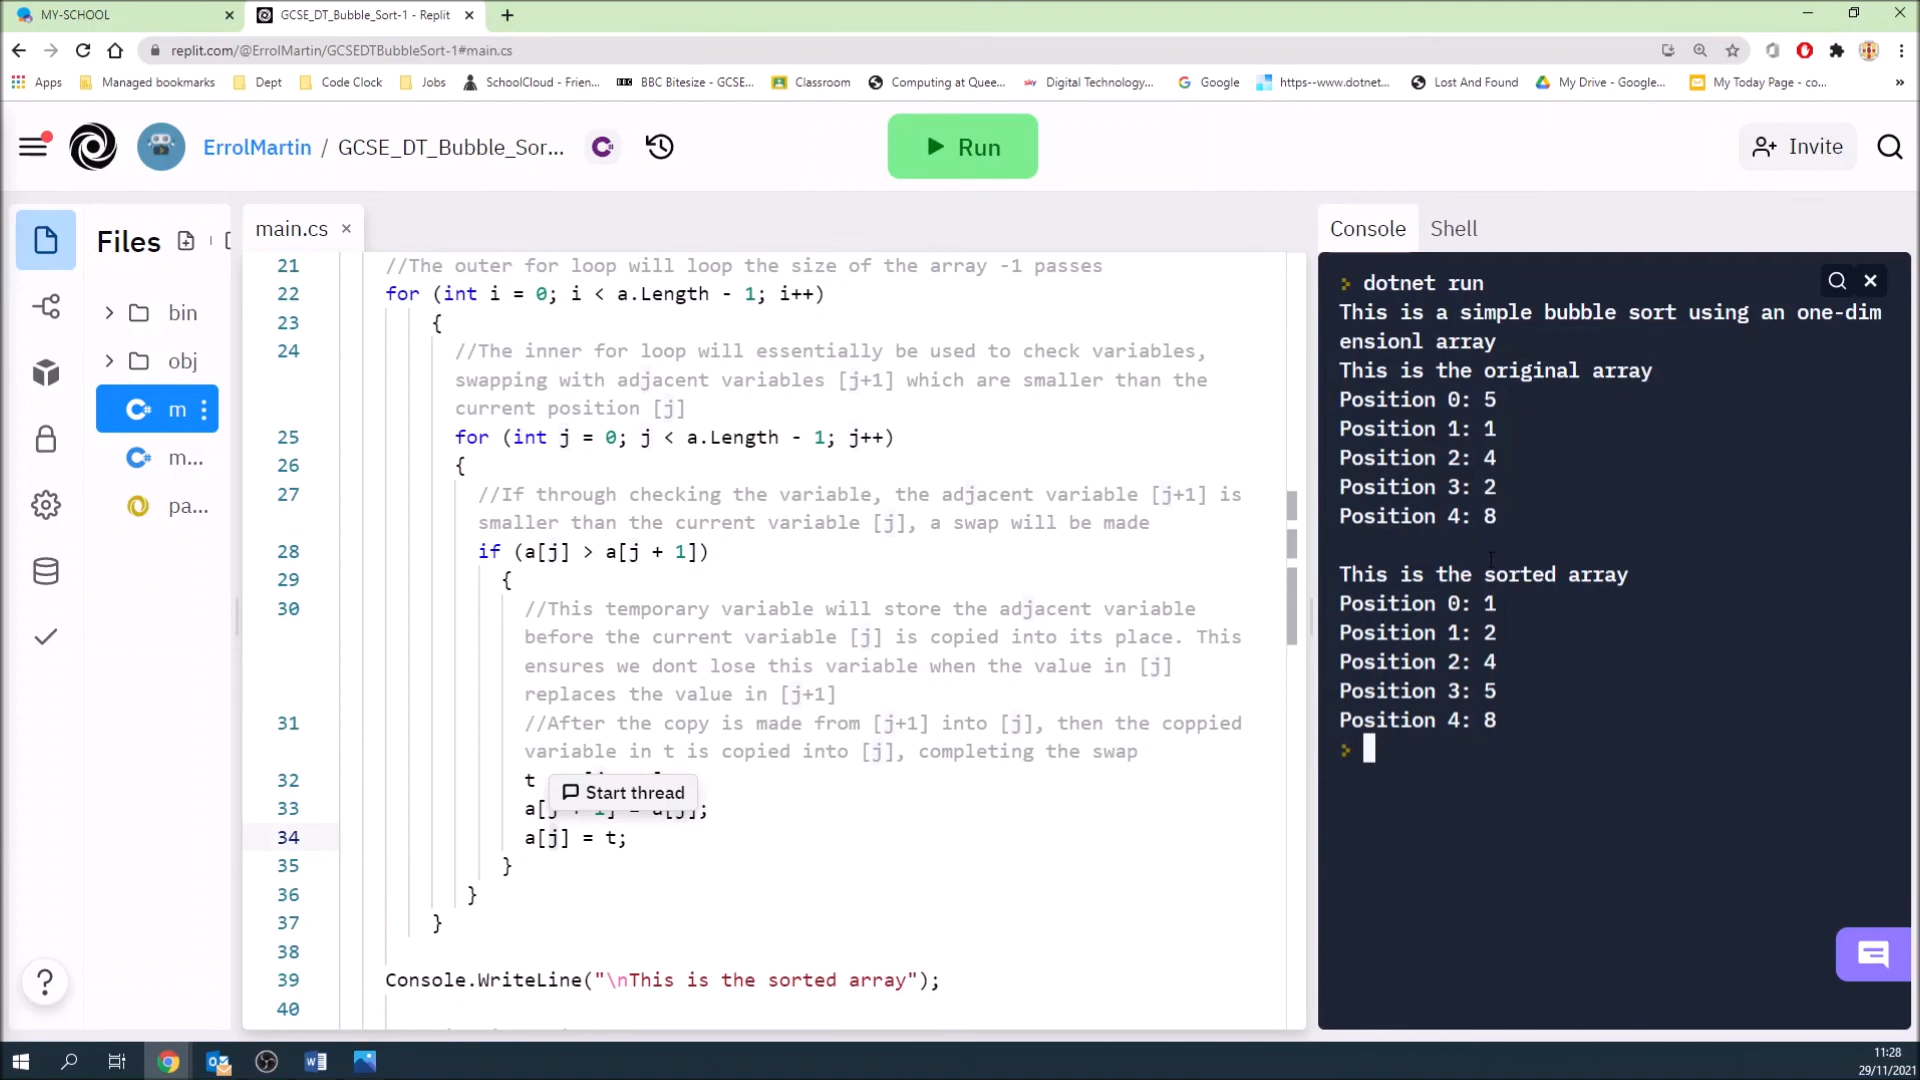 MY-SCHOOL
GCSE_DT_Bubble_Sort-1 - Replit
replit.com/@ErrolMartin/GCSEDTBubbleSort-1#main.cs
Apps Managed bookmarks Dept Code Clock Jobs SchoolCloud - Frien... BBC Bitesize - GCSE... Classroom Computing at Quee... Digital Technology... Google https--www.dotnet... Lost And Found My Drive - Google... My Today Page - co... »
ErrolMartin / GCSE_DT_Bubble_Sor...
Run
Invite
Files
bin
obj
m
m...
pa...
main.cs
21 //The outer for loop will loop the size of the array -1 passes
22 for (int i = 0; i < a.Length - 1; i++)
23 {
24 //The inner for loop will essentially be used to check variables,
swapping with adjacent variables [j+1] which are smaller than the
current position [j]
25 for (int j = 0; j < a.Length - 1; j++)
26 {
27 //If through checking the variable, the adjacent variable [j+1] is
smaller than the current variable [j], a swap will be made
28 if (a[j] > a[j + 1])
29 {
30 //This temporary variable will store the adjacent variable
before the current variable [j] is copied into its place. This
ensures we dont lose this variable when the value in [j]
replaces the value in [j+1]
31 //After the copy is made from [j+1] into [j], then the coppied
variable in t is copied into [j], completing the swap
32 t
Start thread
33 a[j + 1] = a[j];
34 a[j] = t;
35 }
36 }
37 }
38
39 Console.WriteLine("\nThis is the sorted array");
40
Console Shell
dotnet run
This is a simple bubble sort using an one-dim
ensionl array
This is the original array
Position 0: 5
Position 1: 1
Position 2: 4
Position 3: 2
Position 4: 8
This is the sorted array
Position 0: 1
Position 1: 2
Position 2: 4
Position 3: 5
Position 4: 8
11:28
29/11/2021